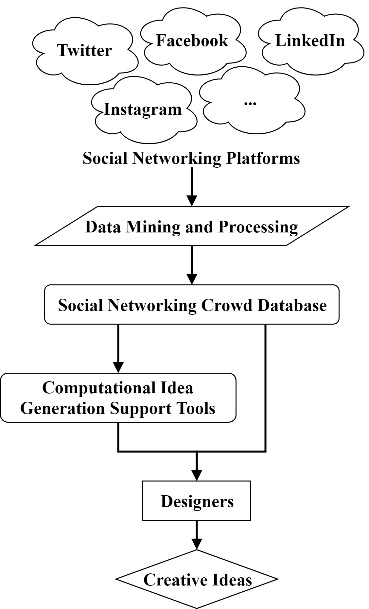 Twitter
Facebook
LinkedIn
Instagram
...
Social Networking Platforms
Data Mining and Processing
Social Networking Crowd Database
Computational Idea
Generation Support Tools
Designers
Creative Ideas